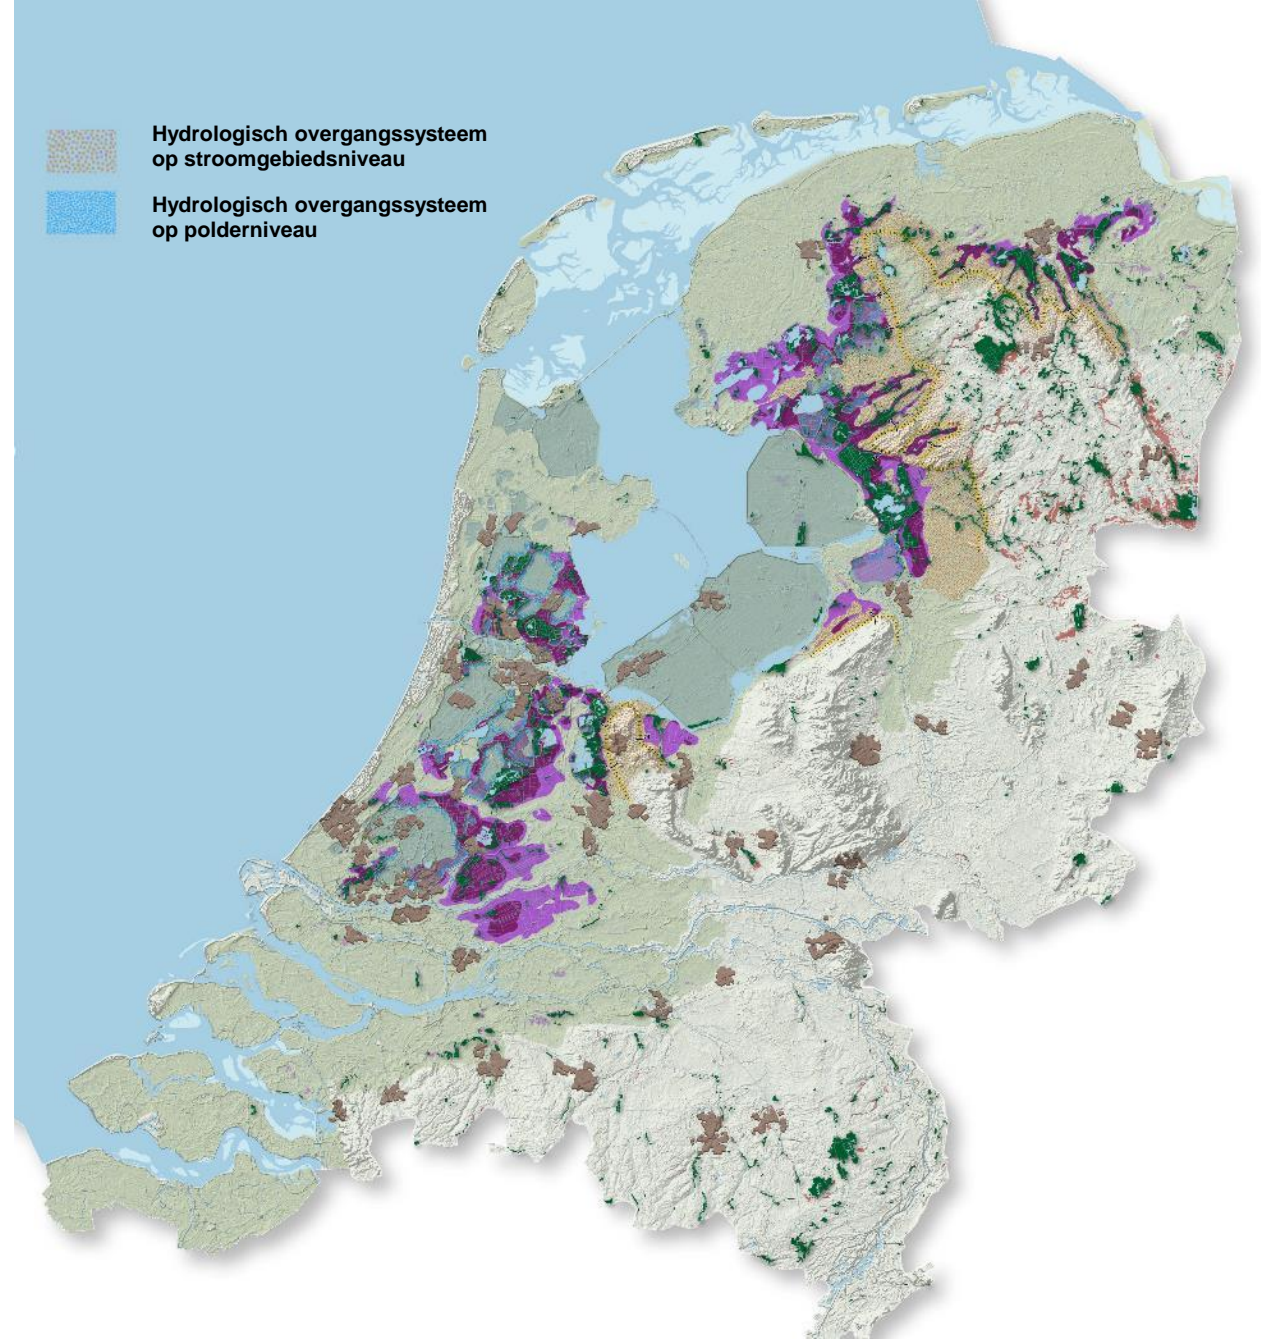 Hydrologisch overgangssysteem
op stroomgebiedsniveau
Hydrologisch overgangssysteem
op polderniveau